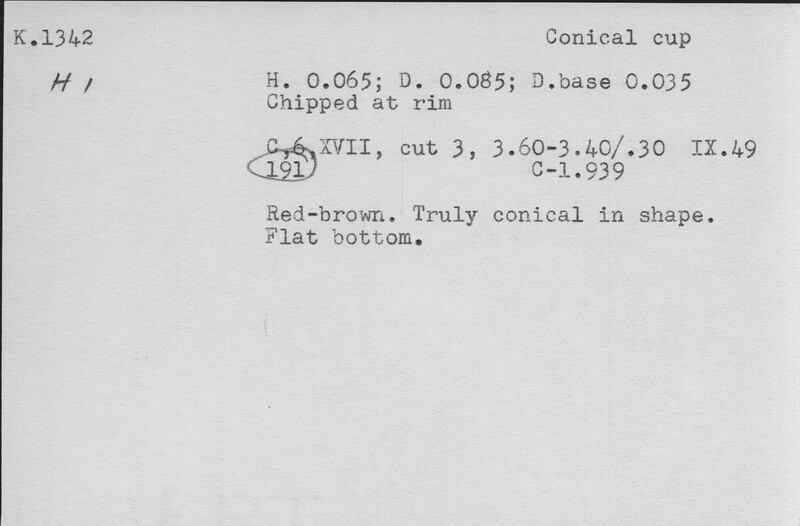 K.1342 Conical cup
H 1 H. 0.065; D. 0.085; D.base 0.035
Chipped at rim
C,6,XVII, cut 3, 3.60-3.40/.30 IX.49
191 C-1.939
Red-brown. Truly conical in shape.
Flat bottom.